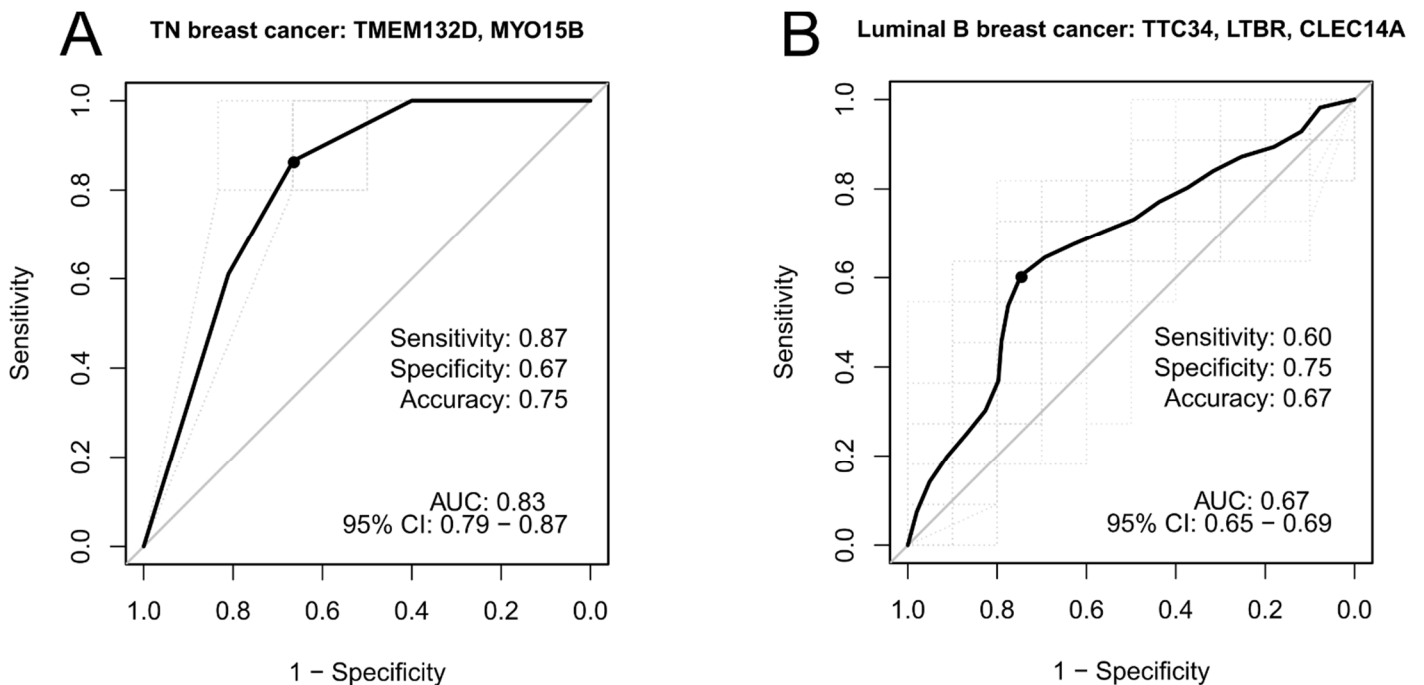 A
TN breast cancer: TMEM132D, MYO15B
Sensitivity
1.0
0.8
0.6
0.4
0.2
0.0
Sensitivity: 0.87
Specificity: 0.67
Accuracy: 0.75
AUC: 0.83
95% CI: 0.79 − 0.87
1.0 0.8 0.6 0.4 0.2 0.0
1 − Specificity
B
Luminal B breast cancer: TTC34, LTBR, CLEC14A
Sensitivity
1.0
0.8
0.6
0.4
0.2
0.0
Sensitivity: 0.60
Specificity: 0.75
Accuracy: 0.67
AUC: 0.67
95% CI: 0.65 − 0.69
1.0 0.8 0.6 0.4 0.2 0.0
1 − Specificity